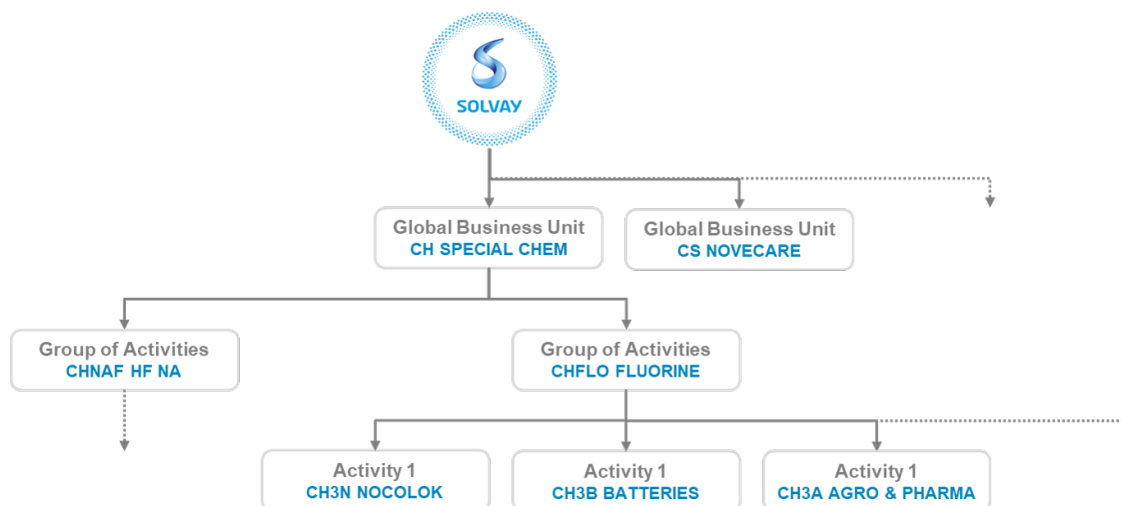 SOLVAY
Global Business Unit
CH SPECIAL CHEM
Global Business Unit
CS NOVECARE
Group of Activities
CHNAF HF NA
Group of Activities
CHFLO FLUORINE
Activity 1
CH3N NOCOLOK
Activity 1
CH3B BATTERIES
Activity 1
CH3A AGRO & PHARMA